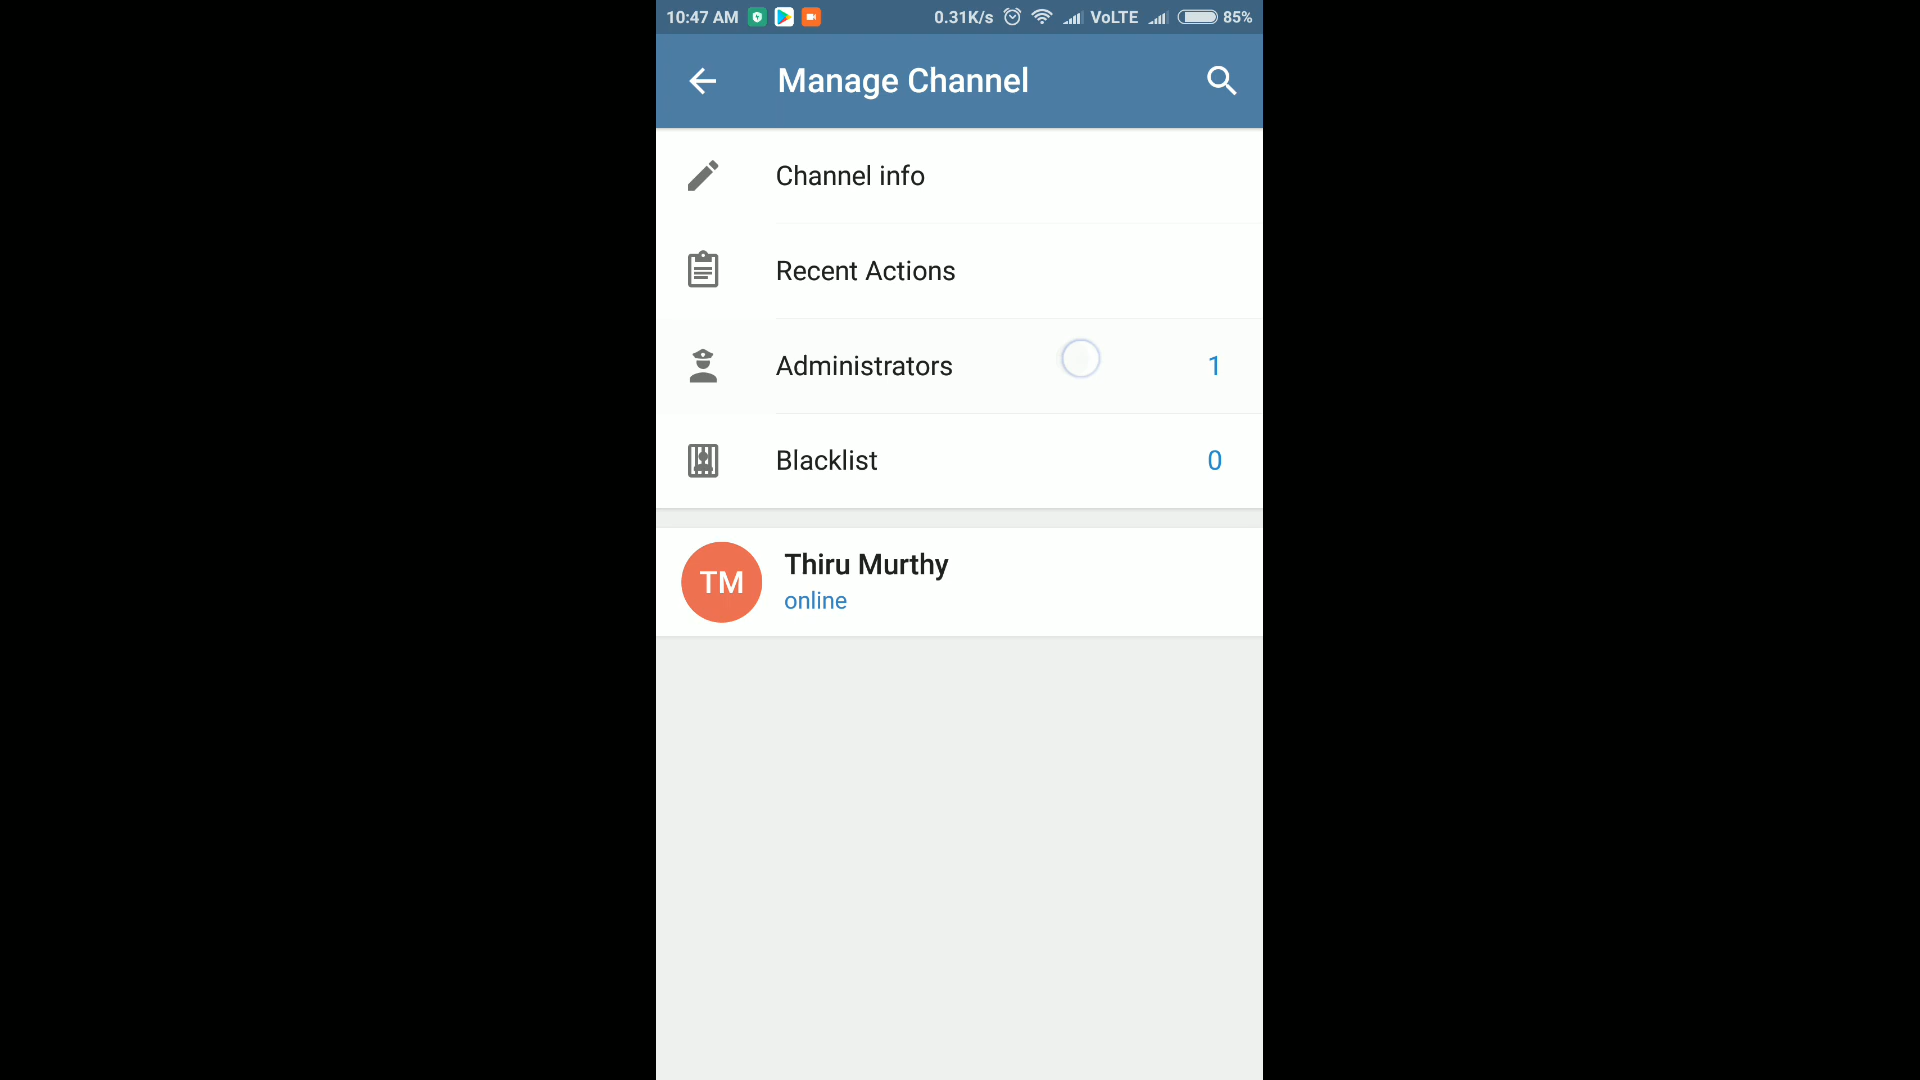 10:47 AM 0.31K/s VoLTE 85%
Manage Channel
Channel info
Recent Actions
Administrators 1
Blacklist 0
TM Thiru Murthy
online